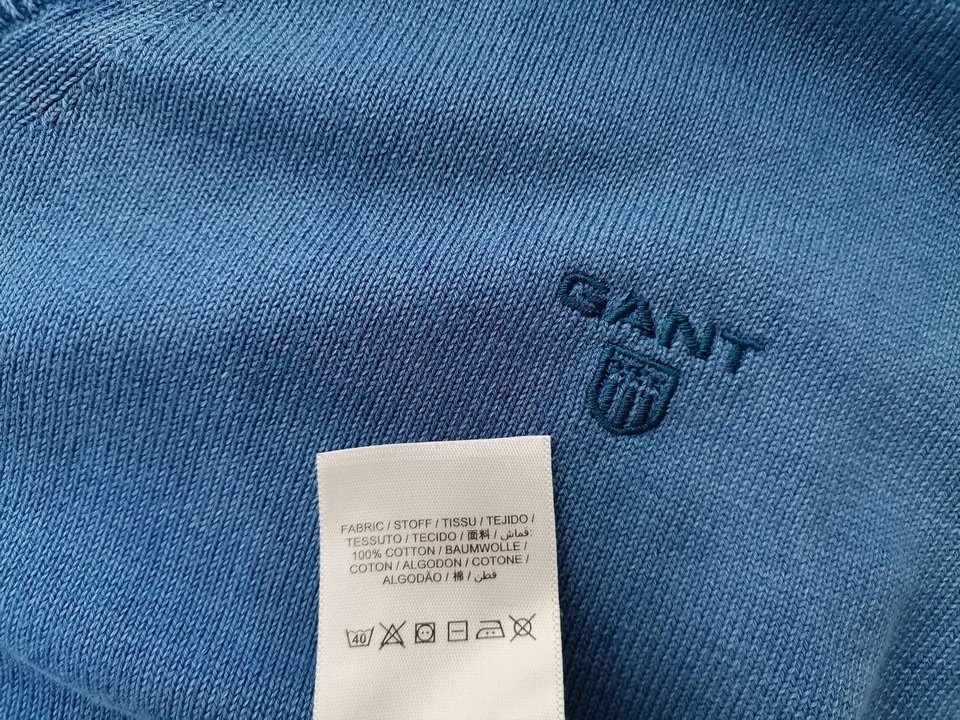 GANT
FABRIC / STOFF / TISSU / TEJIDO /
TESSUTO / TECIDO / 面料 / قماش:
100% COTTON / BAUMWOLLE /
COTON / ALGODON / COTONE /
ALGODÃO / 棉 / قطن
40